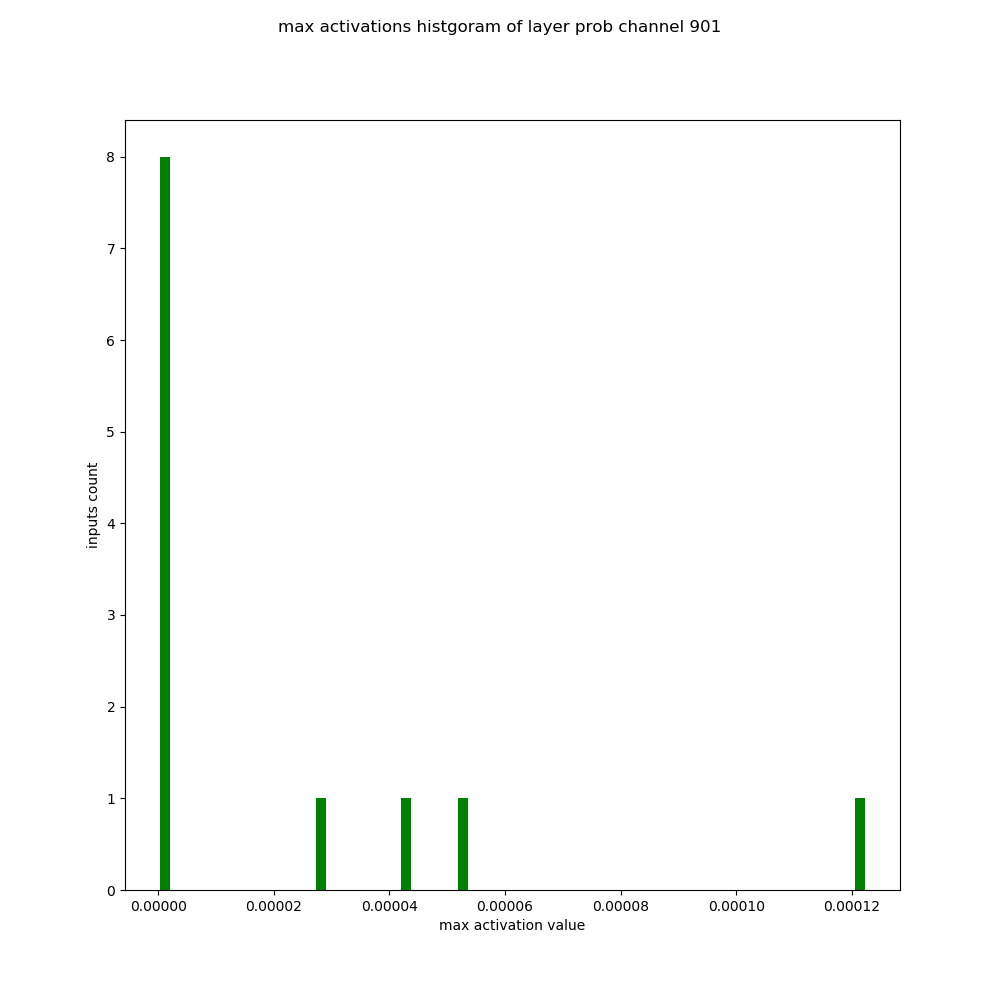 max activations histgoram of layer prob channel 901
8
7
6
5
4
3
2
1
0
inputs count
0.00000 0.00002 0.00004 0.00006 0.00008 0.00010 0.00012
max activation value